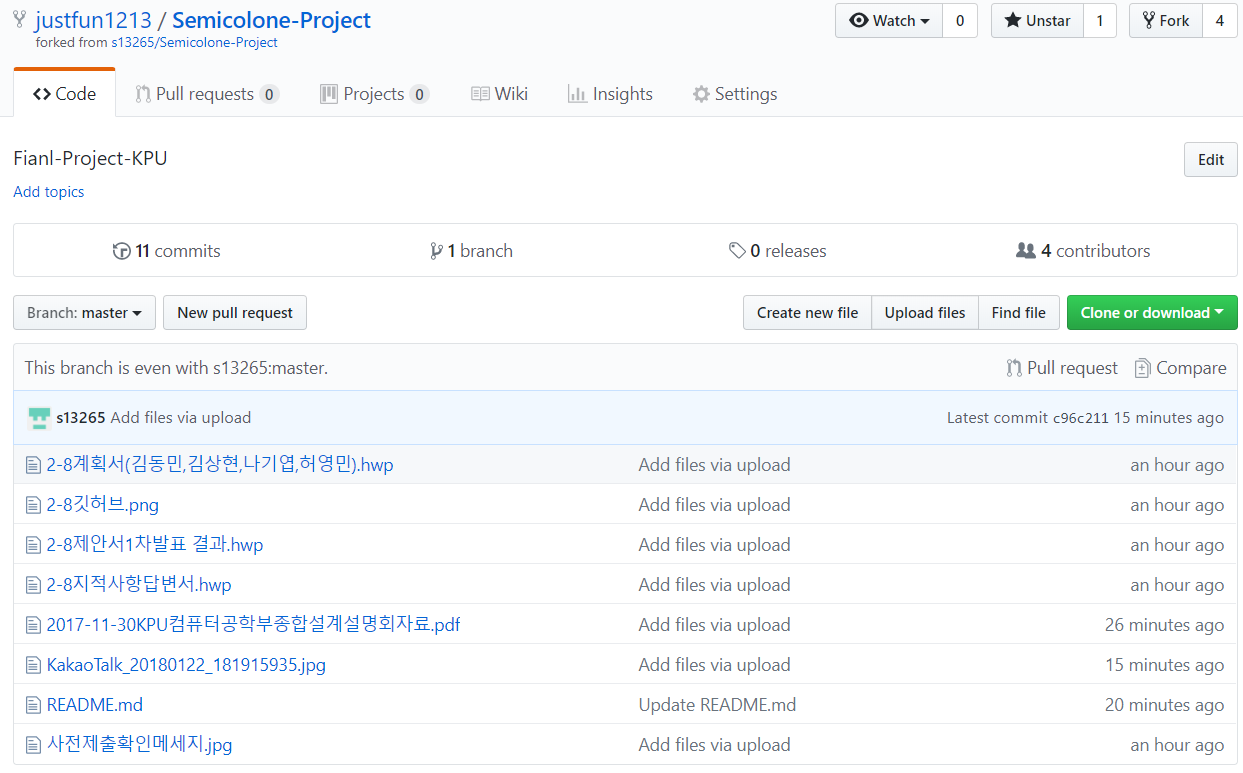 justfun1213 / Semicolone-Project Watch 0 Unstar 1 Fork 4
forked from s13265/Semicolone-Project
Code Pull requests 0 Projects 0 Wiki Insights Settings
Fianl-Project-KPU Edit
Add topics
11 commits 1 branch 0 releases 4 contributors
Branch: master New pull request Create new file Upload files Find file Clone or download
This branch is even with s13265:master. Pull request Compare
s13265 Add files via upload Latest commit c96c211 15 minutes ago
2-8계획서(김동민,김상현,나기엽,허영민).hwp Add files via upload an hour ago
2-8깃허브.png Add files via upload an hour ago
2-8제안서1차발표 결과.hwp Add files via upload an hour ago
2-8지적사항답변서.hwp Add files via upload an hour ago
2017-11-30KPU컴퓨터공학부종합설계설명회자료.pdf Add files via upload 26 minutes ago
KakaoTalk_20180122_181915935.jpg Add files via upload 15 minutes ago
README.md Update README.md 20 minutes ago
사전제출확인메세지.jpg Add files via upload an hour ago